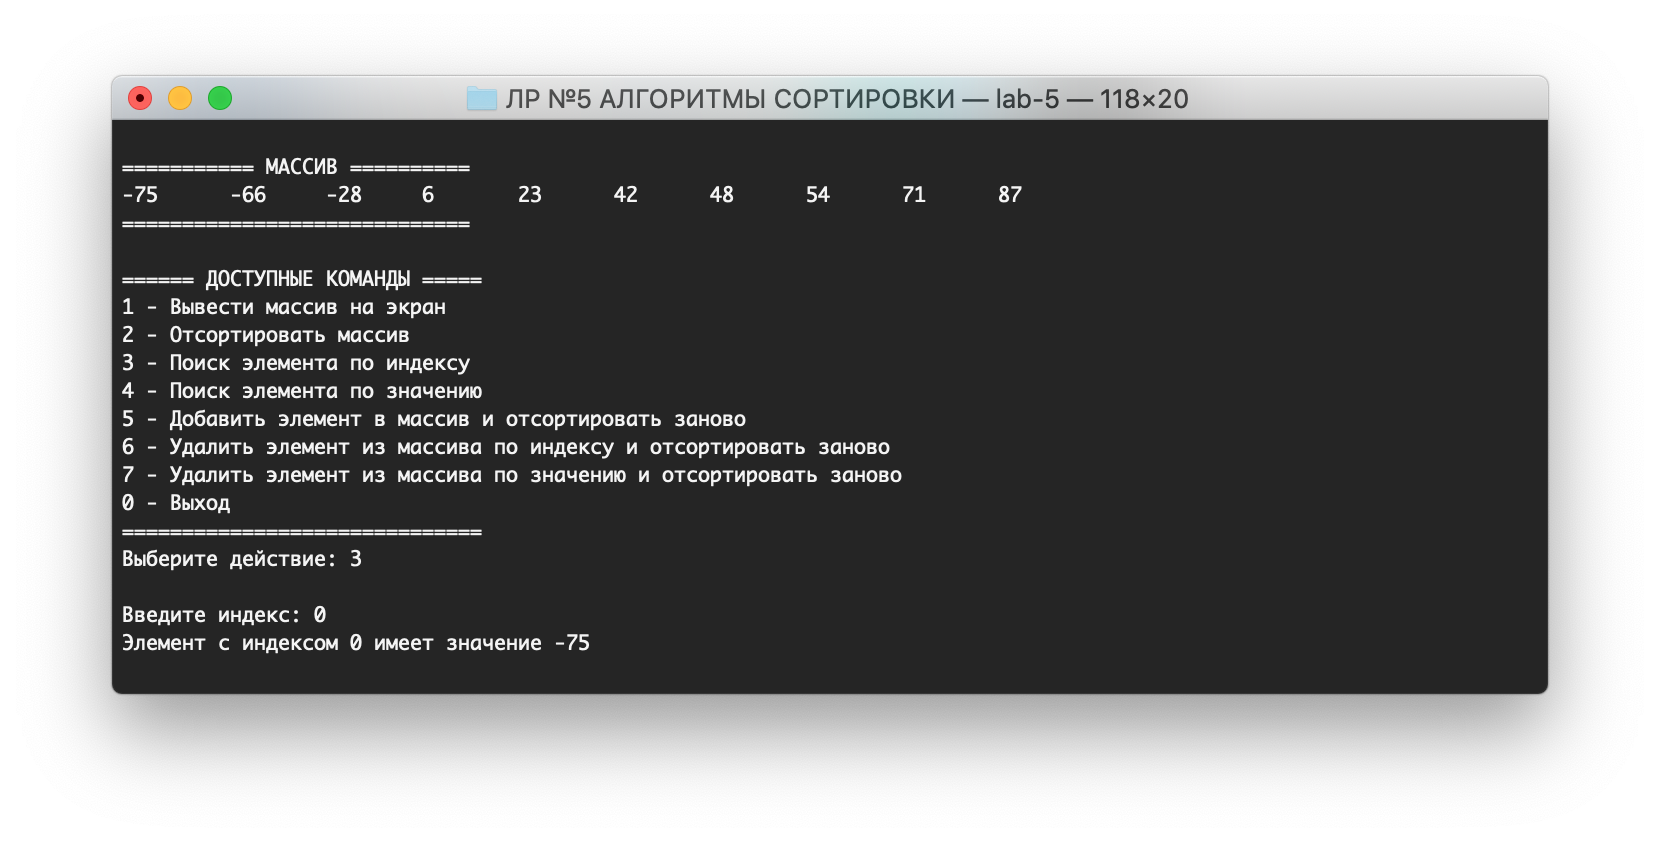 ЛР №5 АЛГОРИТМЫ СОРТИРОВКИ — lab-5 — 118×20
=========== МАССИВ ==========
-75 -66 -28 6 23 42 48 54 71 87
=============================
====== ДОСТУПНЫЕ КОМАНДЫ =====
1 - Вывести массив на экран
2 - Отсортировать массив
3 - Поиск элемента по индексу
4 - Поиск элемента по значению
5 - Добавить элемент в массив и отсортировать заново
6 - Удалить элемент из массива по индексу и отсортировать заново
7 - Удалить элемент из массива по значению и отсортировать заново
0 - Выход
==============================
Выберите действие: 3
Введите индекс: 0
Элемент с индексом 0 имеет значение -75